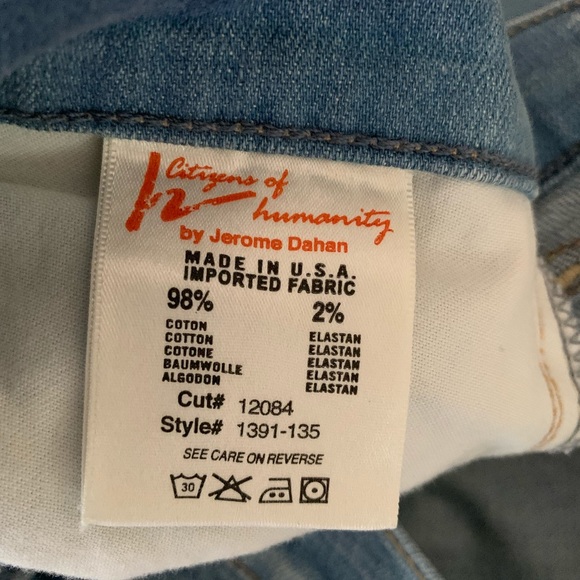 Citizens of
humanity
by Jerome Dahan
MADE IN U.S.A.
IMPORTED FABRIC
98% 2%
COTON ELASTAN
COTTON ELASTAN
COTONE ELASTAN
BAUMWOLLE ELASTAN
ALGODON ELASTAN
Cut# 12084
Style# 1391-135
SEE CARE ON REVERSE
30